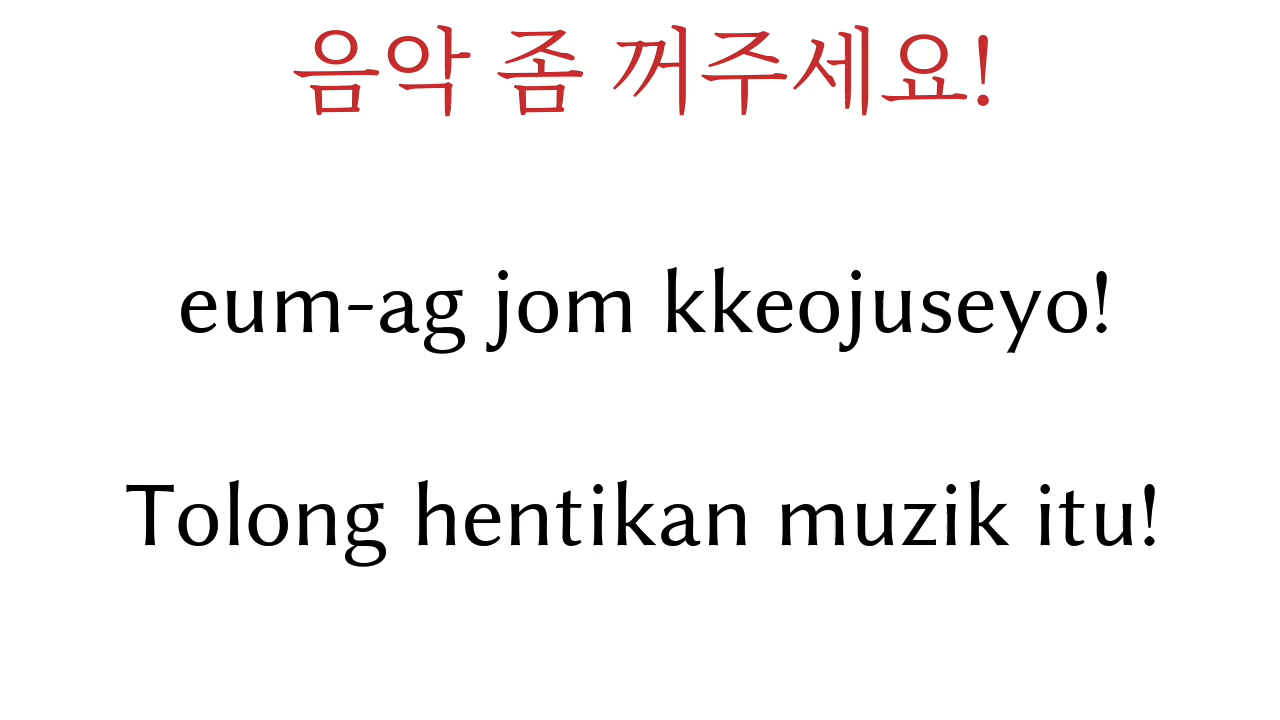 음악 좀 꺼주세요!
eum-ag jom kkeojuseyo!
Tolong hentikan muzik itu!